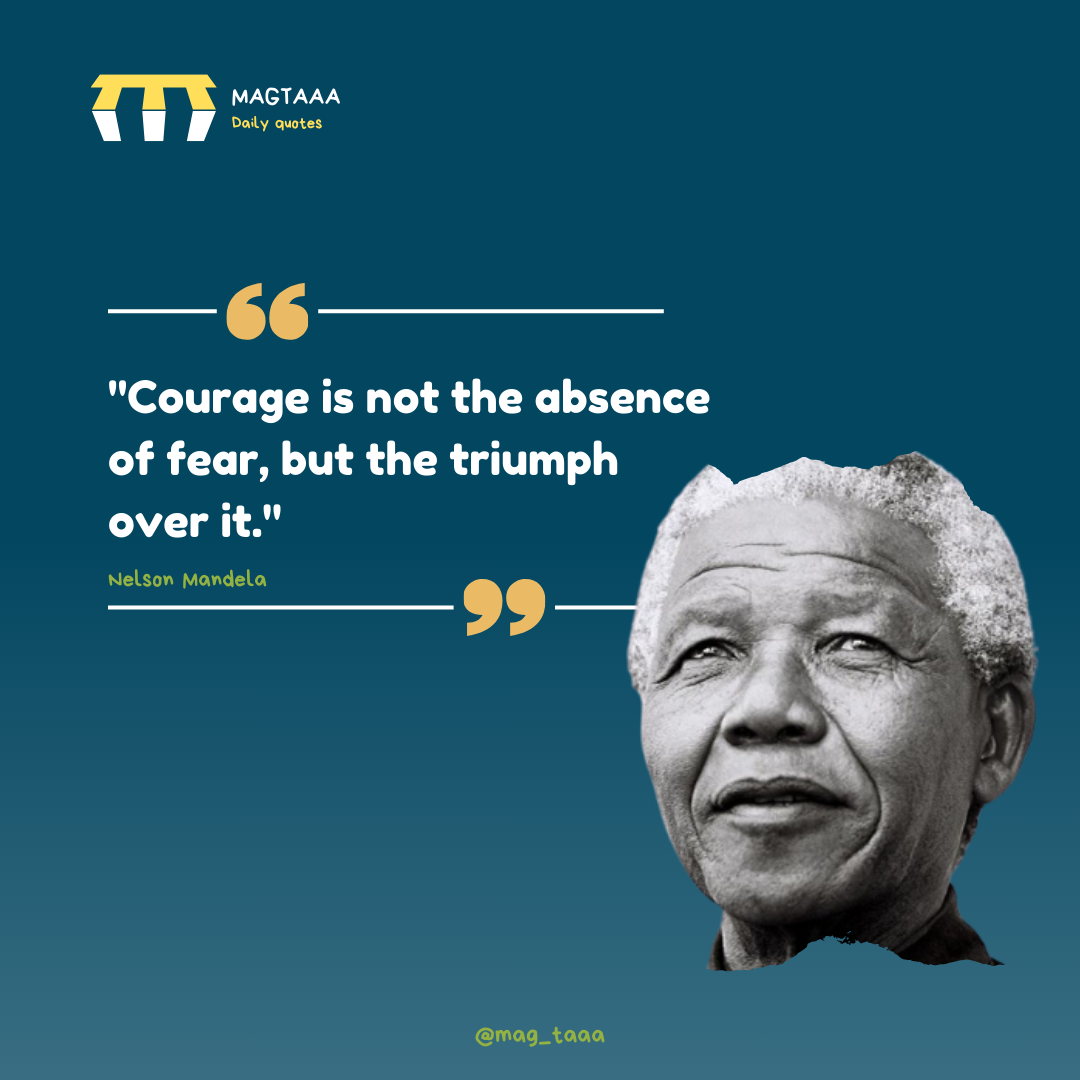 MAGTAAA
Daily quotes
"Courage is not the absence
of fear, but the triumph
over it."
Nelson Mandela
@mag_taaa